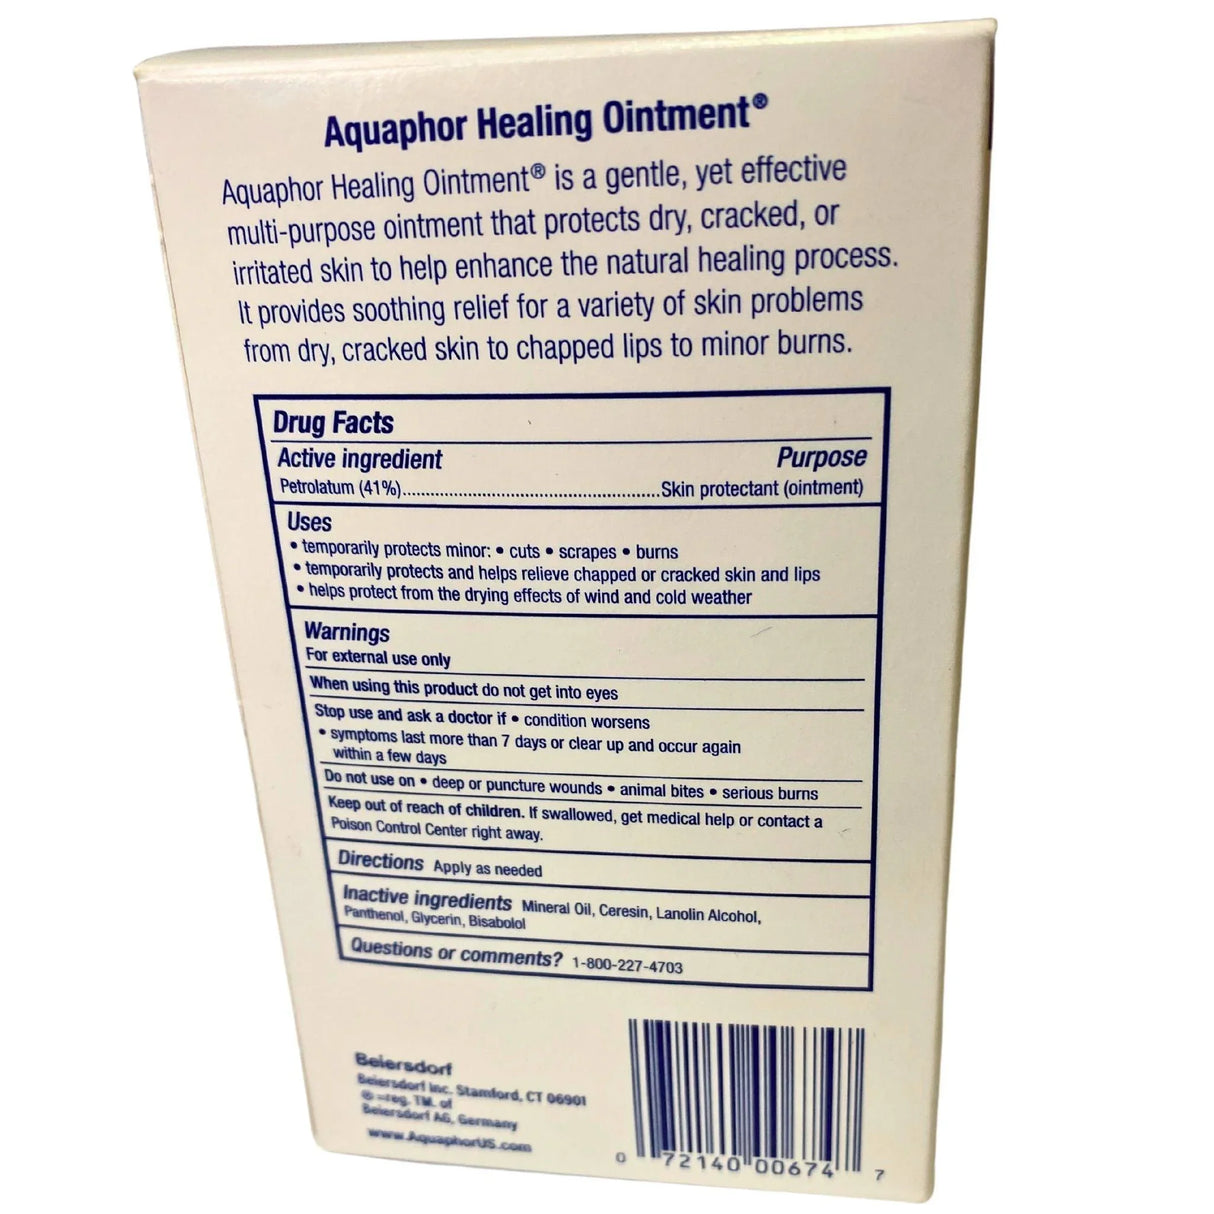 Aquaphor Healing Ointment®
Aquaphor Healing Ointment® is a gentle, yet effective
multi-purpose ointment that protects dry, cracked, or
irritated skin to help enhance the natural healing process.
It provides soothing relief for a variety of skin problems
from dry, cracked skin to chapped lips to minor burns.
Drug Facts
Active ingredient Purpose
Petrolatum (41%)..........................................................Skin protectant (ointment)
Uses
• temporarily protects minor: • cuts • scrapes • burns
• temporarily protects and helps relieve chapped or cracked skin and lips
• helps protect from the drying effects of wind and cold weather
Warnings
For external use only
When using this product do not get into eyes
Stop use and ask a doctor if • condition worsens
• symptoms last more than 7 days or clear up and occur again
within a few days
Do not use on • deep or puncture wounds • animal bites • serious burns
Keep out of reach of children. If swallowed, get medical help or contact a
Poison Control Center right away.
Directions Apply as needed
Inactive ingredients Mineral Oil, Ceresin, Lanolin Alcohol,
Panthenol, Glycerin, Bisabolol
Questions or comments? 1-800-227-4703
Beiersdorf
Beiersdorf Inc. Stamford, CT 06901
® =reg. TM. of
Beiersdorf AG, Germany
www.AquaphorUS.com
0 72140 00674 7